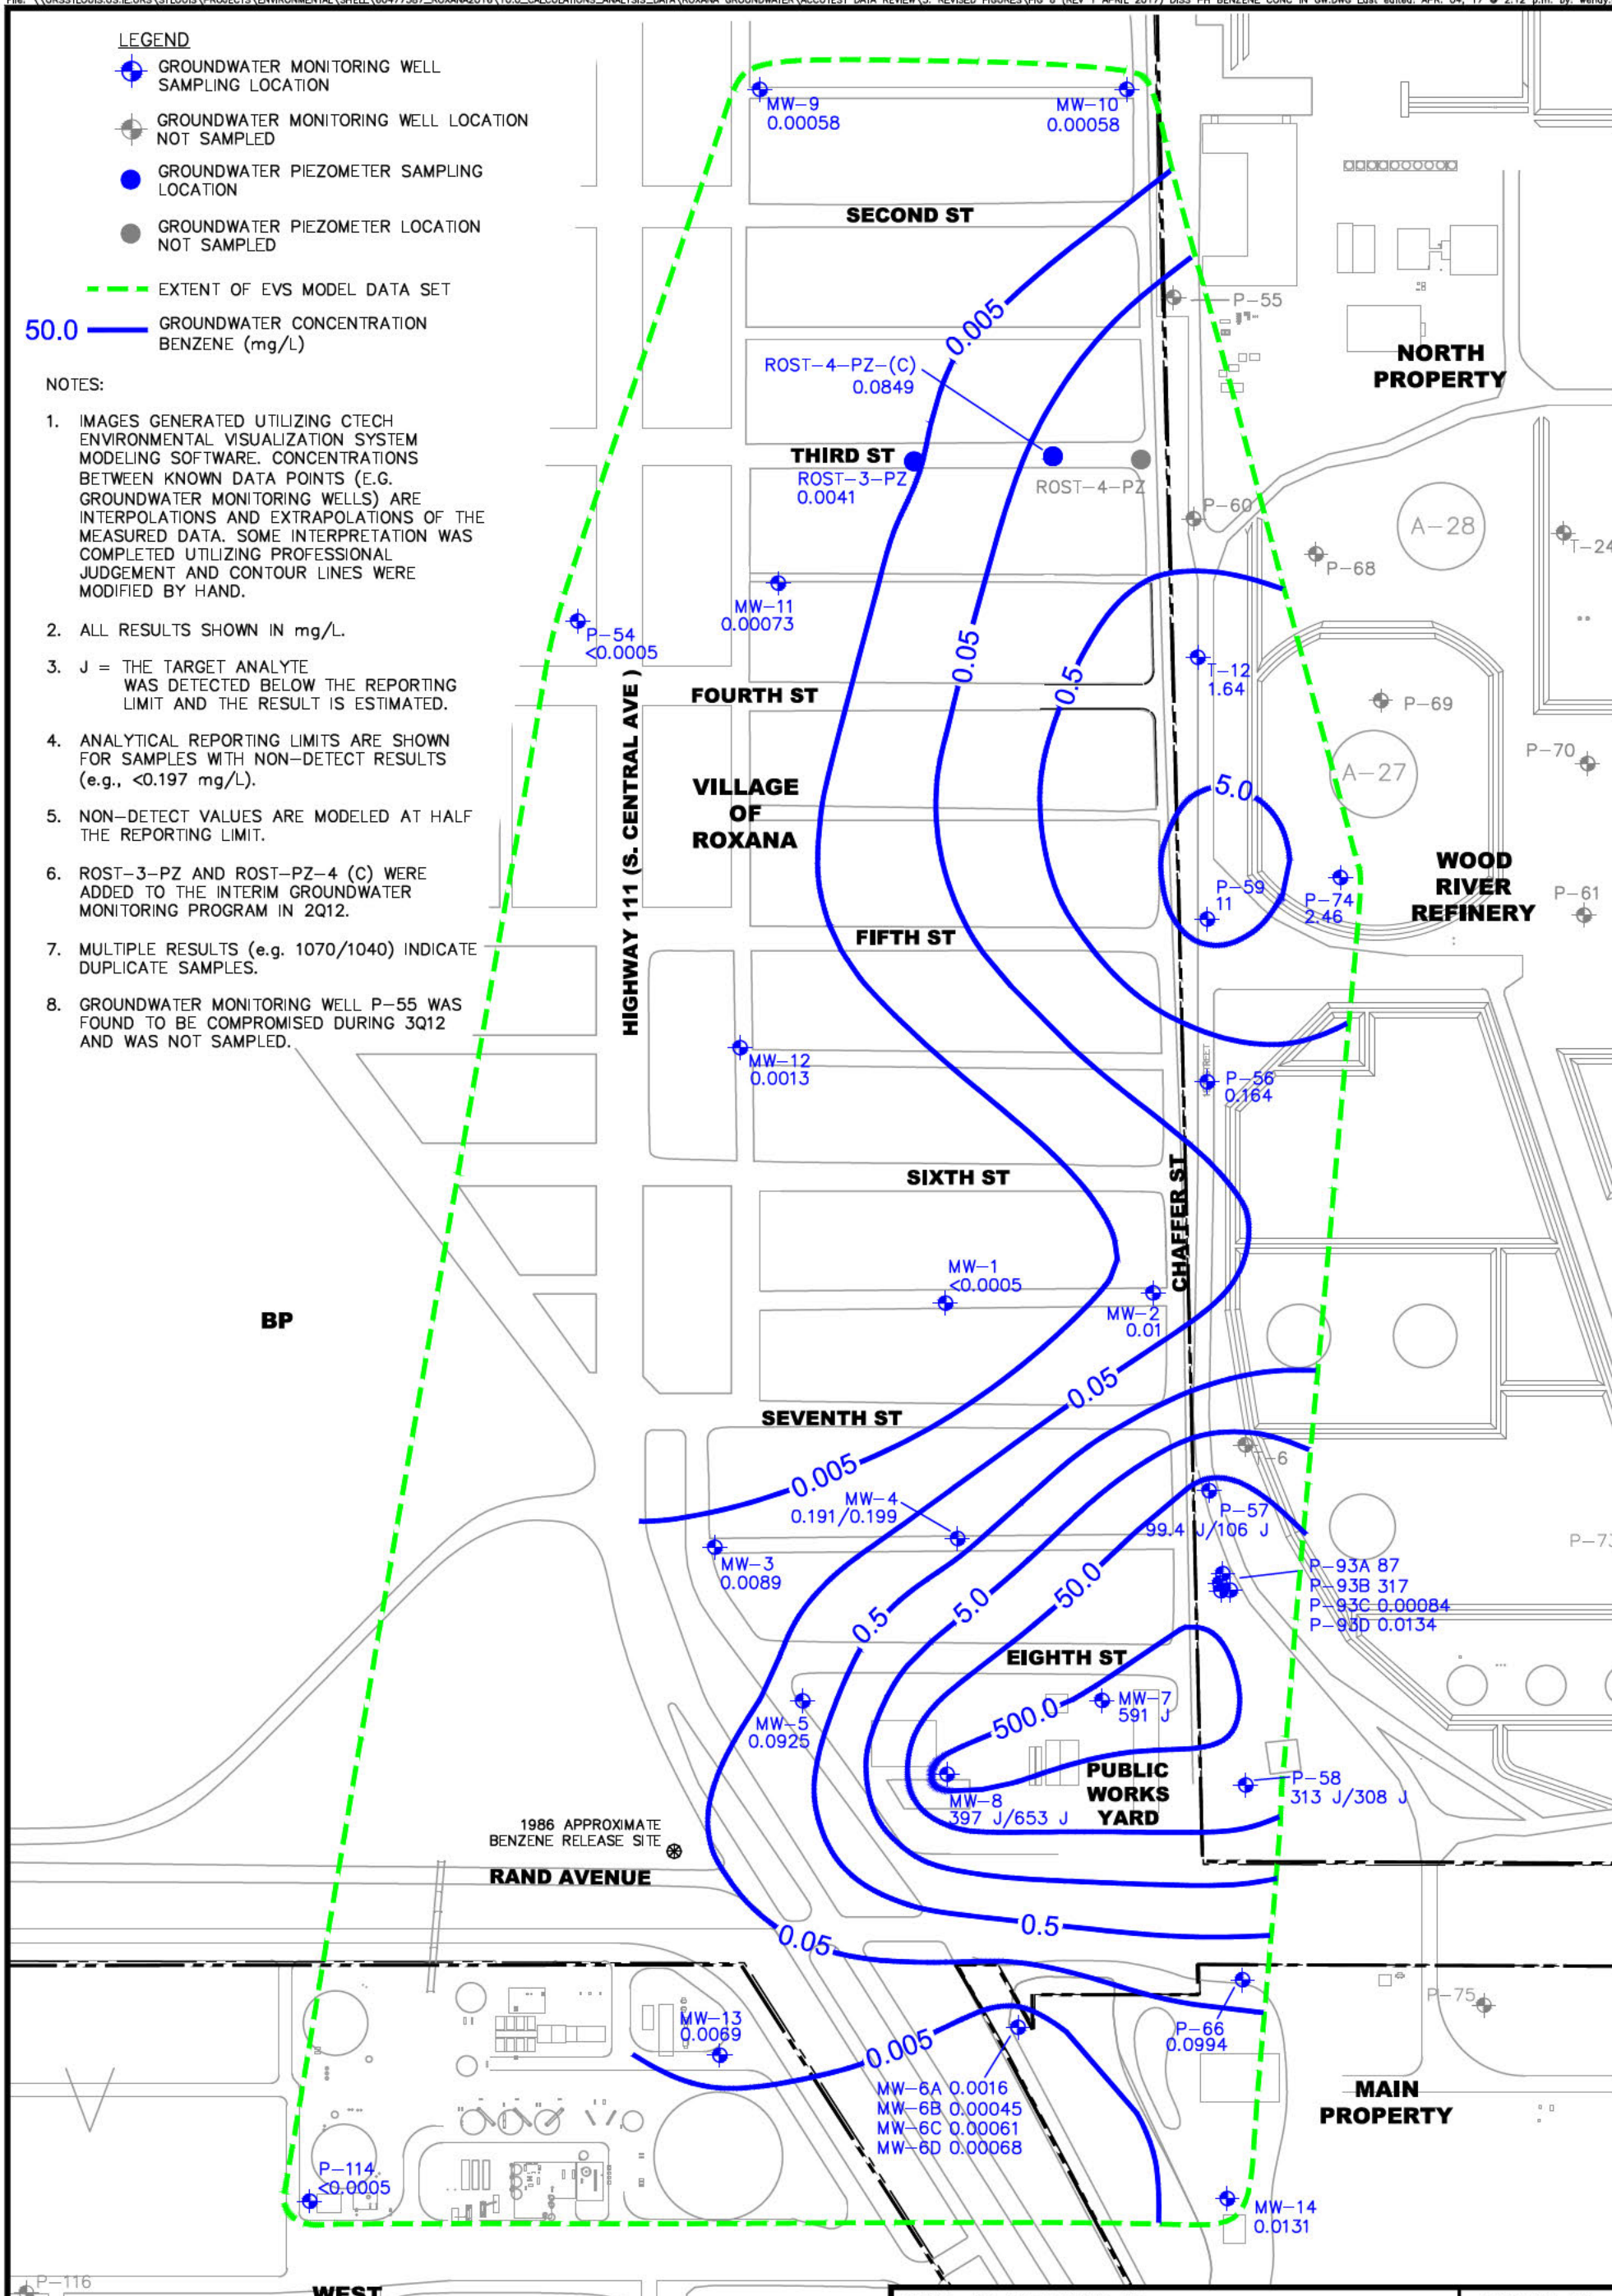 LEGEND
GROUNDWATER MONITORING WELL
SAMPLING LOCATION
GROUNDWATER MONITORING WELL LOCATION
NOT SAMPLED
GROUNDWATER PIEZOMETER SAMPLING
LOCATION
GROUNDWATER PIEZOMETER LOCATION
NOT SAMPLED
EXTENT OF EVS MODEL DATA SET
50.0
GROUNDWATER CONCENTRATION
BENZENE (mg/L)
NOTES:
1. IMAGES GENERATED UTILIZING CTECH
ENVIRONMENTAL VISUALIZATION SYSTEM
MODELING SOFTWARE. CONCENTRATIONS
BETWEEN KNOWN DATA POINTS (E.G.
GROUNDWATER MONITORING WELLS) ARE
INTERPOLATIONS AND EXTRAPOLATIONS OF THE
MEASURED DATA. SOME INTERPRETATION WAS
COMPLETED UTILIZING PROFESSIONAL
JUDGEMENT AND CONTOUR LINES WERE
MODIFIED BY HAND.
2. ALL RESULTS SHOWN IN mg/L.
3. J = THE TARGET ANALYTE
WAS DETECTED BELOW THE REPORTING
LIMIT AND THE RESULT IS ESTIMATED.
4. ANALYTICAL REPORTING LIMITS ARE SHOWN
FOR SAMPLES WITH NON-DETECT RESULTS
(e.g., <0.197 mg/L).
5. NON-DETECT VALUES ARE MODELED AT HALF
THE REPORTING LIMIT.
6. ROST-3-PZ AND ROST-PZ-4 (C) WERE
ADDED TO THE INTERIM GROUNDWATER
MONITORING PROGRAM IN 2Q12.
7. MULTIPLE RESULTS (e.g. 1070/1040) INDICATE
DUPLICATE SAMPLES.
8. GROUNDWATER MONITORING WELL P-55 WAS
FOUND TO BE COMPROMISED DURING 3Q12
AND WAS NOT SAMPLED.
MW-9
0.00058
MW-10
0.00058
SECOND ST
P-55
0.005
NORTH
PROPERTY
ROST-4-PZ-(C)
0.0849
THIRD ST
ROST-3-PZ
0.0041
ROST-4-PZ
P-60
A-28
T-24
P-68
MW-11
0.00073
P-54
<0.0005
0.05
0.5
T-12
1.64
FOURTH ST
P-69
P-70
A-27
HIGHWAY 111 (S. CENTRAL AVE )
VILLAGE
OF
ROXANA
5.0
P-59
11
P-74
2.46
WOOD
RIVER
REFINERY
P-61
FIFTH ST
MW-12
0.0013
P-56
0.164
SIXTH ST
CHAFFER ST
MW-1
<0.0005
MW-2
0.01
BP
0.05
SEVENTH ST
T-6
0.005
MW-4
0.191/0.199
P-57
99.4 J/106 J
MW-3
0.0089
P-73
P-93A 87
P-93B 317
P-93C 0.00084
P-93D 0.0134
0.5
5.0
50.0
EIGHTH ST
MW-7
591 J
500.0
MW-5
0.0925
PUBLIC
WORKS
YARD
MW-8
397 J/653 J
P-58
313 J/308 J
1986 APPROXIMATE
BENZENE RELEASE SITE
RAND AVENUE
0.5
0.05
P-75
MW-13
0.0069
0.005
P-66
0.0994
MW-6A 0.0016
MW-6B 0.00045
MW-6C 0.00061
MW-6D 0.00068
MAIN
PROPERTY
P-114
<0.0005
MW-14
0.0131
P-116
WEST